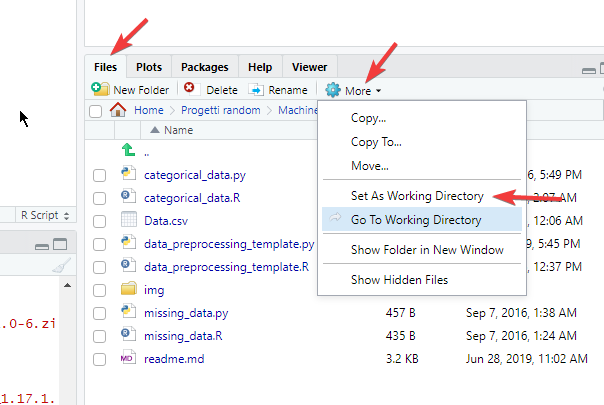 Files Plots Packages Help Viewer
New Folder Delete Rename More
Home Progetti random Machine
Name
Copy...
Copy To...
Move...
Set As Working Directory
Go To Working Directory
Show Folder in New Window
Show Hidden Files
..
categorical_data.py 6, 5:49 PM
categorical_data.R
Data.csv 12:06 AM
data_preprocessing_template.py 9, 5:45 PM
data_preprocessing_template.R 12:37 PM
img
missing_data.py 457 B Sep 7, 2016, 1:38 AM
missing_data.R 435 B Sep 7, 2016, 1:24 AM
readme.md 3.2 KB Jun 28, 2019, 11:02 AM
R Script
.0-6.zi
1.17.1.